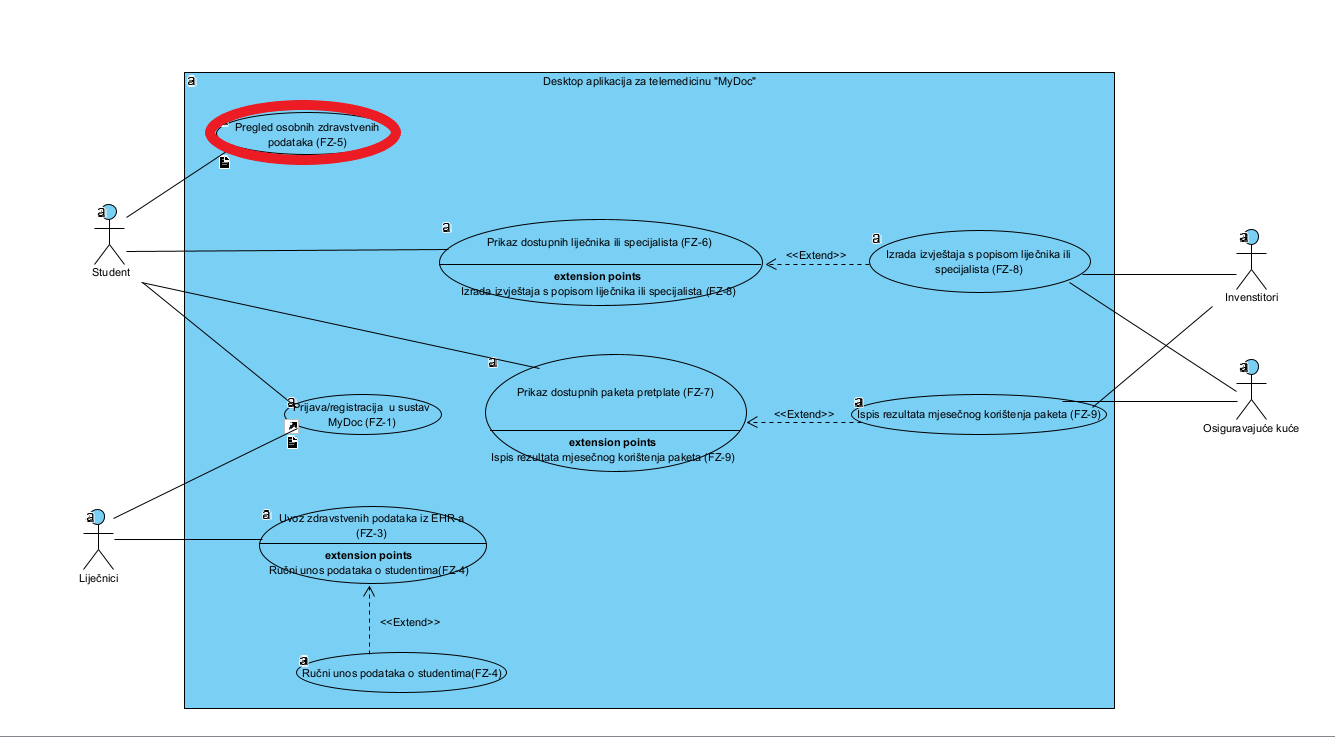 Desktop aplikacija za telemedicinu "MyDoc"
Pregled osobnih zdravstvenih
podataka (FZ-5)
Student
Prikaz dostupnih liječnika ili specijalista (FZ-6)
extension points
Izrada izvještaja s popisom liječnika ili specijalista (FZ-8)
<<Extend>>
Izrada izvještaja s popisom liječnika ili
specijalista (FZ-8)
Invenstitori
Prikaz dostupnih paketa pretplate (FZ-7)
extension points
Ispis rezultata mjesečnog korištenja paketa (FZ-9)
<<Extend>>
Ispis rezultata mjesečnog korištenja paketa (FZ-9)
Osiguravajuće kuće
Prijava/registracija u sustav
MyDoc (FZ-1)
Liječnici
Uvoz zdravstvenih podataka iz EHR-a
(FZ-3)
extension points
Ručni unos podataka o studentima(FZ-4)
<<Extend>>
Ručni unos podataka o studentima(FZ-4)